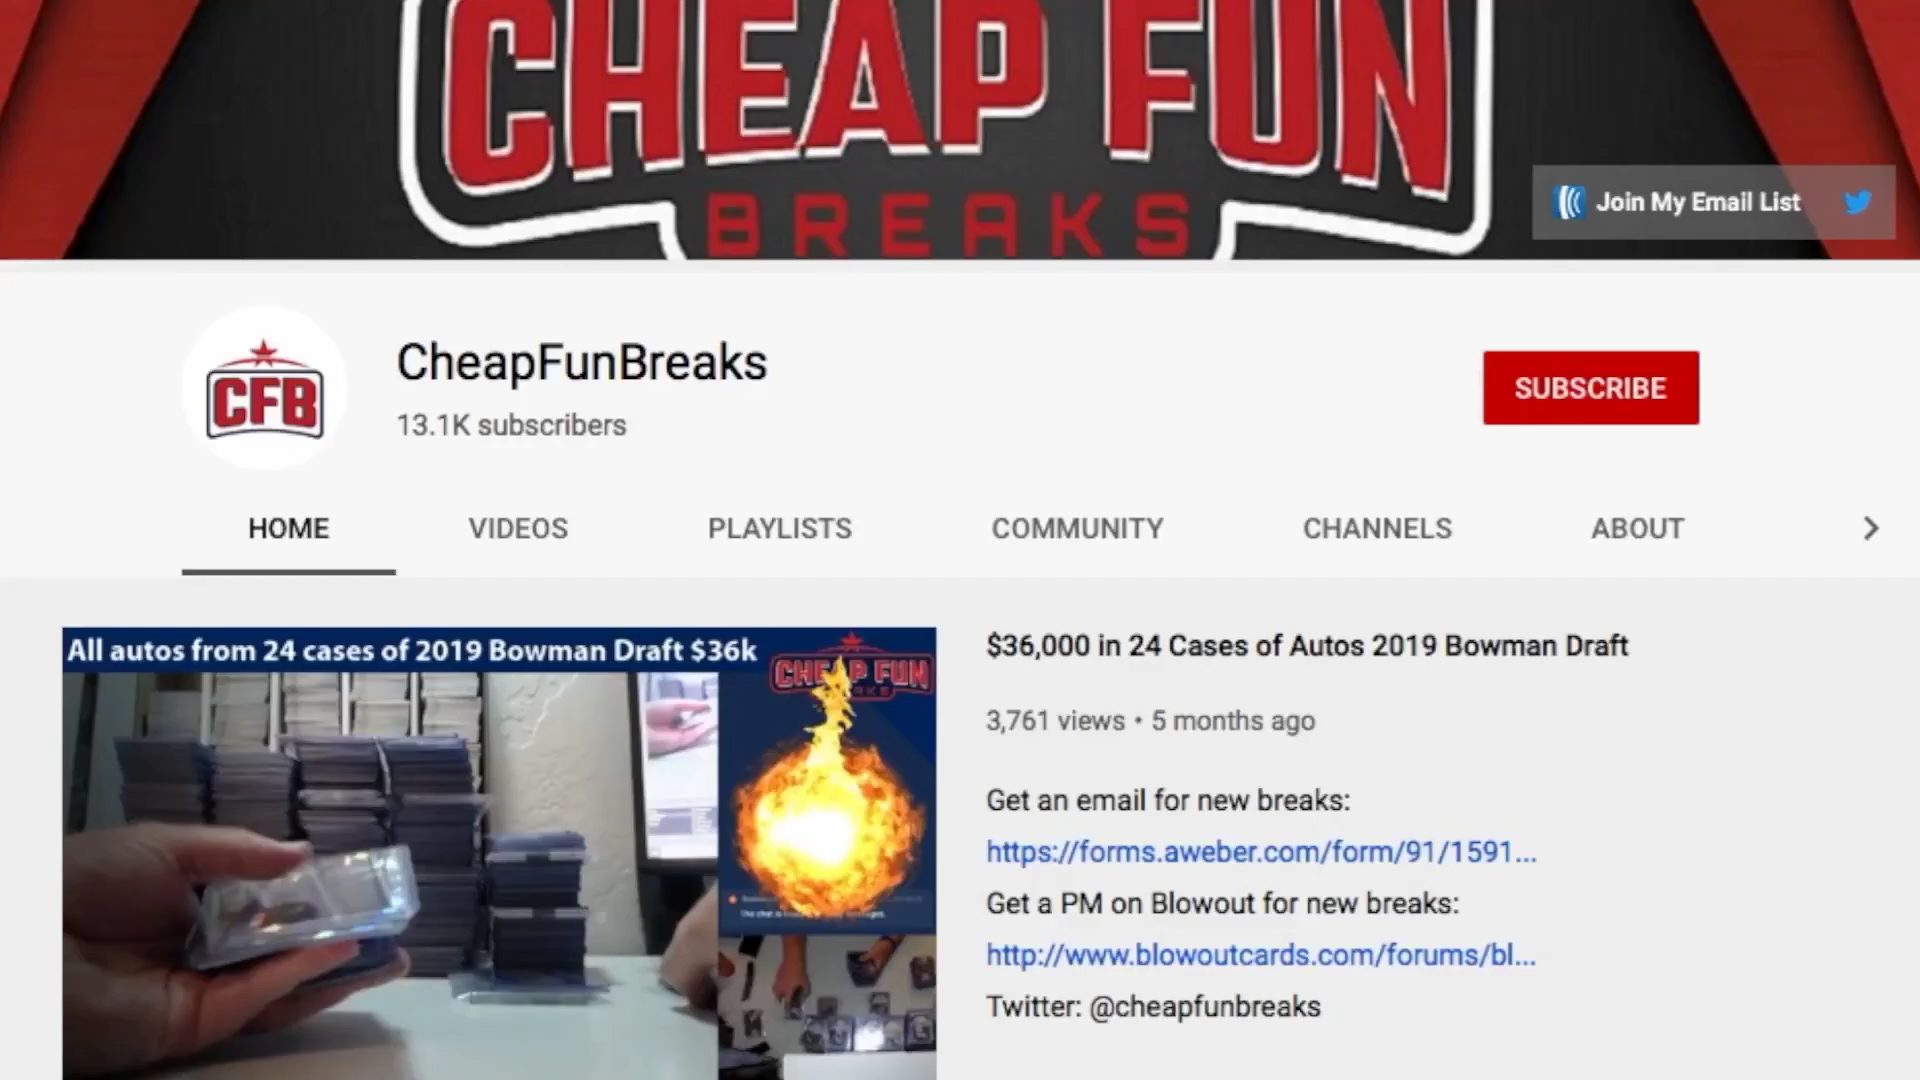 CHEAP FUN
BREAKS
Join My Email List
CFB
CheapFunBreaks
13.1K subscribers
SUBSCRIBE
HOME VIDEOS PLAYLISTS COMMUNITY CHANNELS ABOUT
All autos from 24 cases of 2019 Bowman Draft $36k
CHEAP FUN
$36,000 in 24 Cases of Autos 2019 Bowman Draft
3,761 views • 5 months ago
Get an email for new breaks:
https://forms.aweber.com/form/91/1591...
Get a PM on Blowout for new breaks:
http://www.blowoutcards.com/forums/bl...
Twitter: @cheapfunbreaks